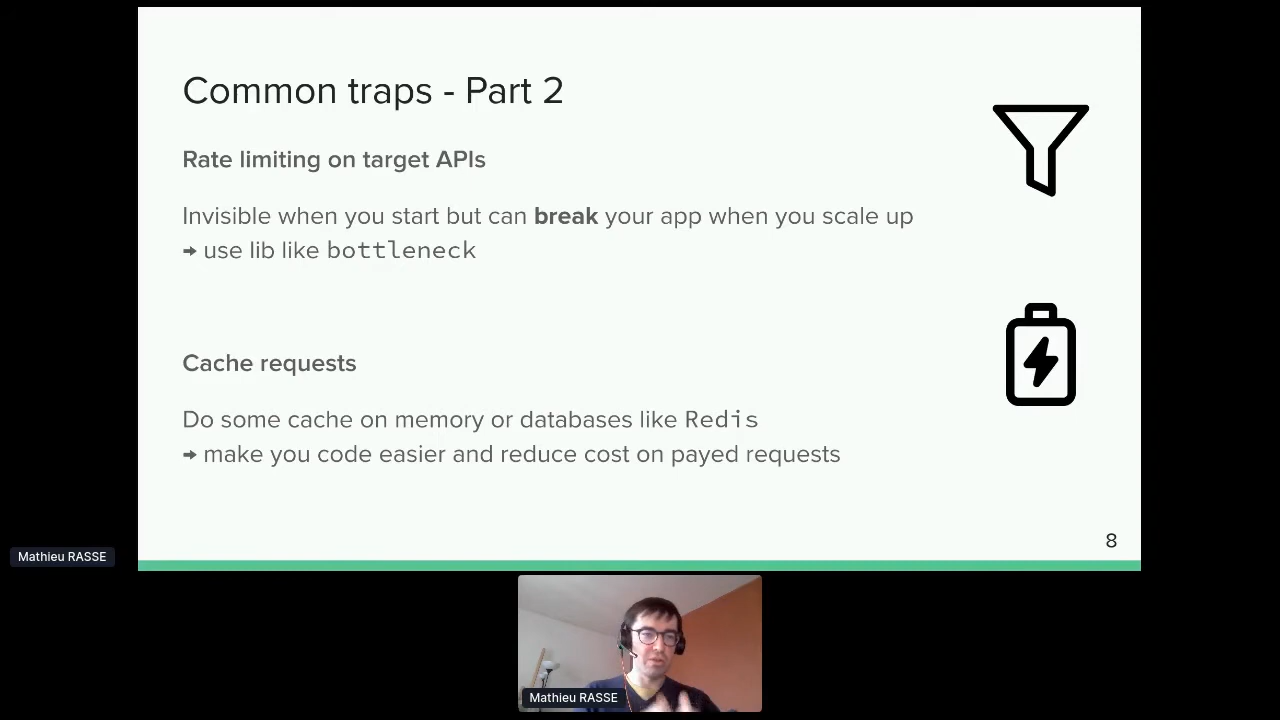 Common traps - Part 2
Rate limiting on target APIs
Invisible when you start but can break your app when you scale up
➞ use lib like bottleneck
Cache requests
Do some cache on memory or databases like Redis
➞ make you code easier and reduce cost on payed requests
8
Mathieu RASSE
Mathieu RASSE